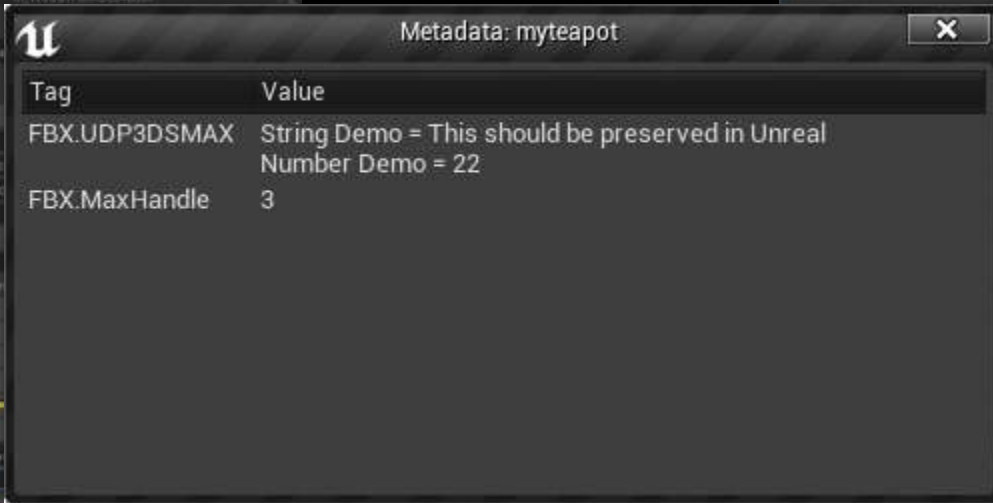 Metadata: myteapot
Tag Value
FBX.UDP3DSMAX String Demo = This should be preserved in Unreal
Number Demo = 22
FBX.MaxHandle 3